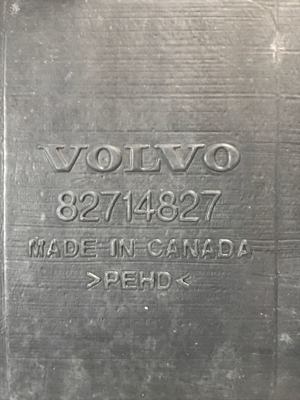 VOLVO
82714827
MADE IN CANADA
>PEHD<